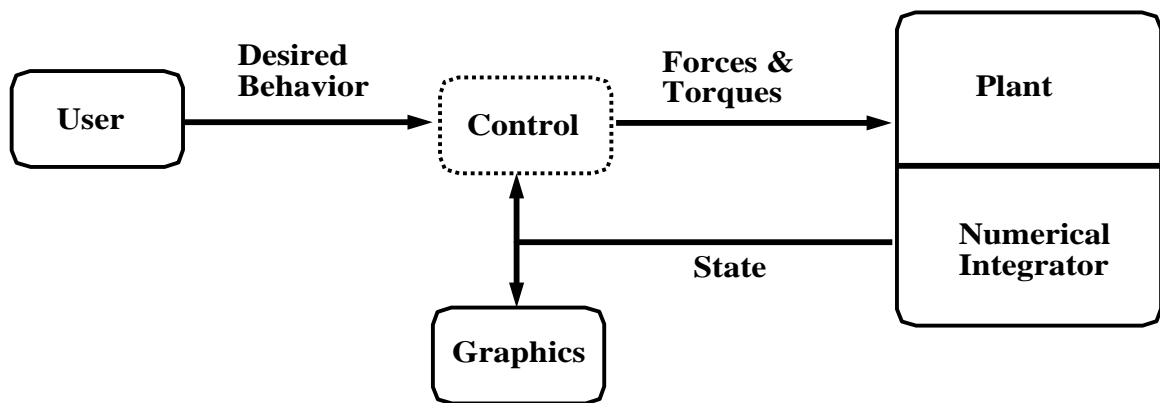 Desired
Behavior
Forces &
Torques
User
Control
Plant
State
Numerical
Integrator
Graphics